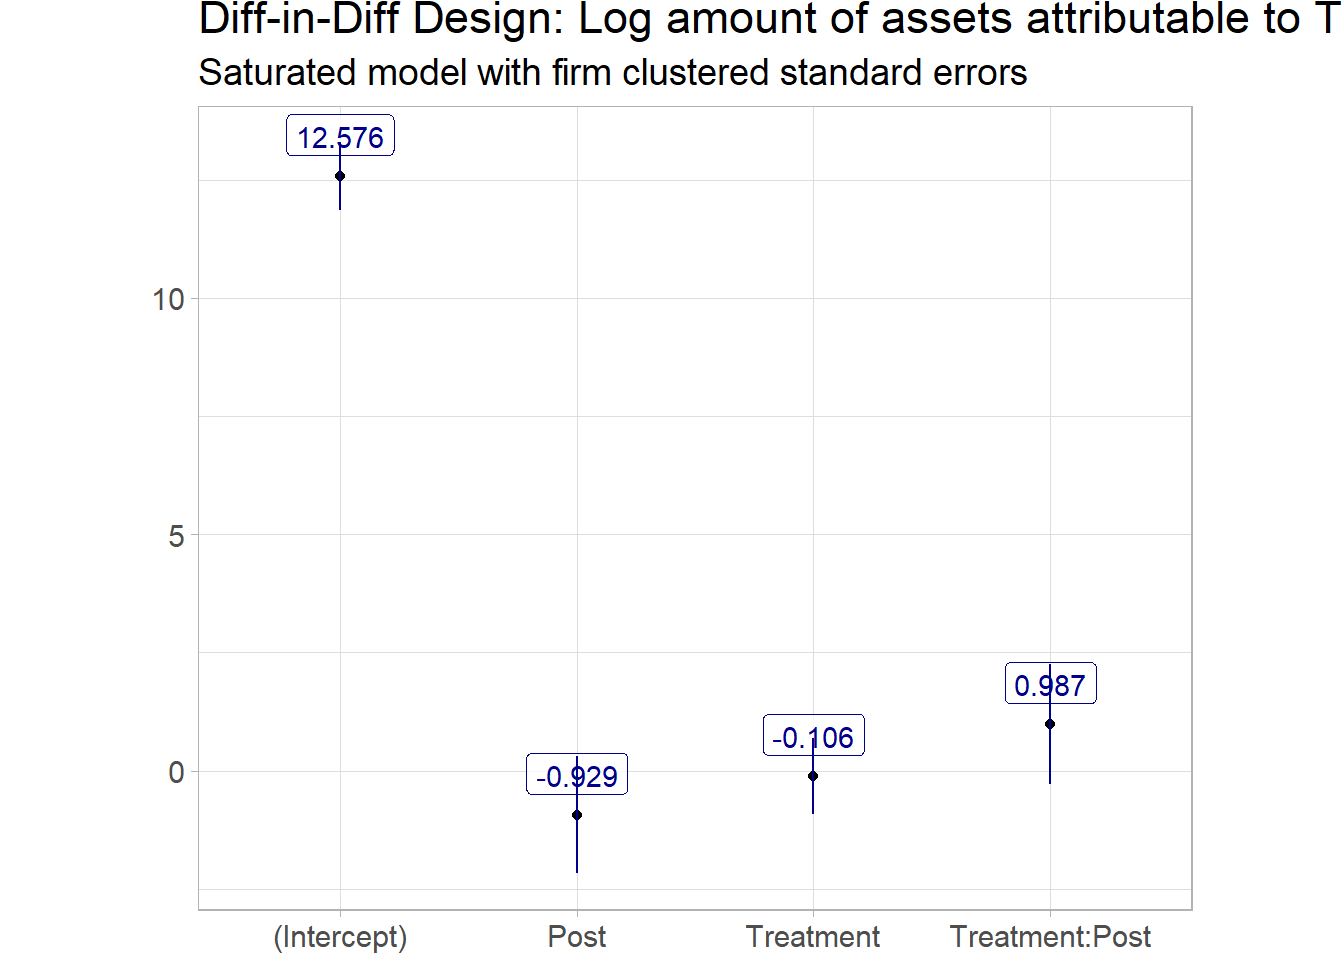 Diff-in-Diff Design: Log amount of assets attributable to T
Saturated model with firm clustered standard errors
12.576
10
5
0.987
-0.106
0
-0.929
(Intercept) Post Treatment Treatment:Post